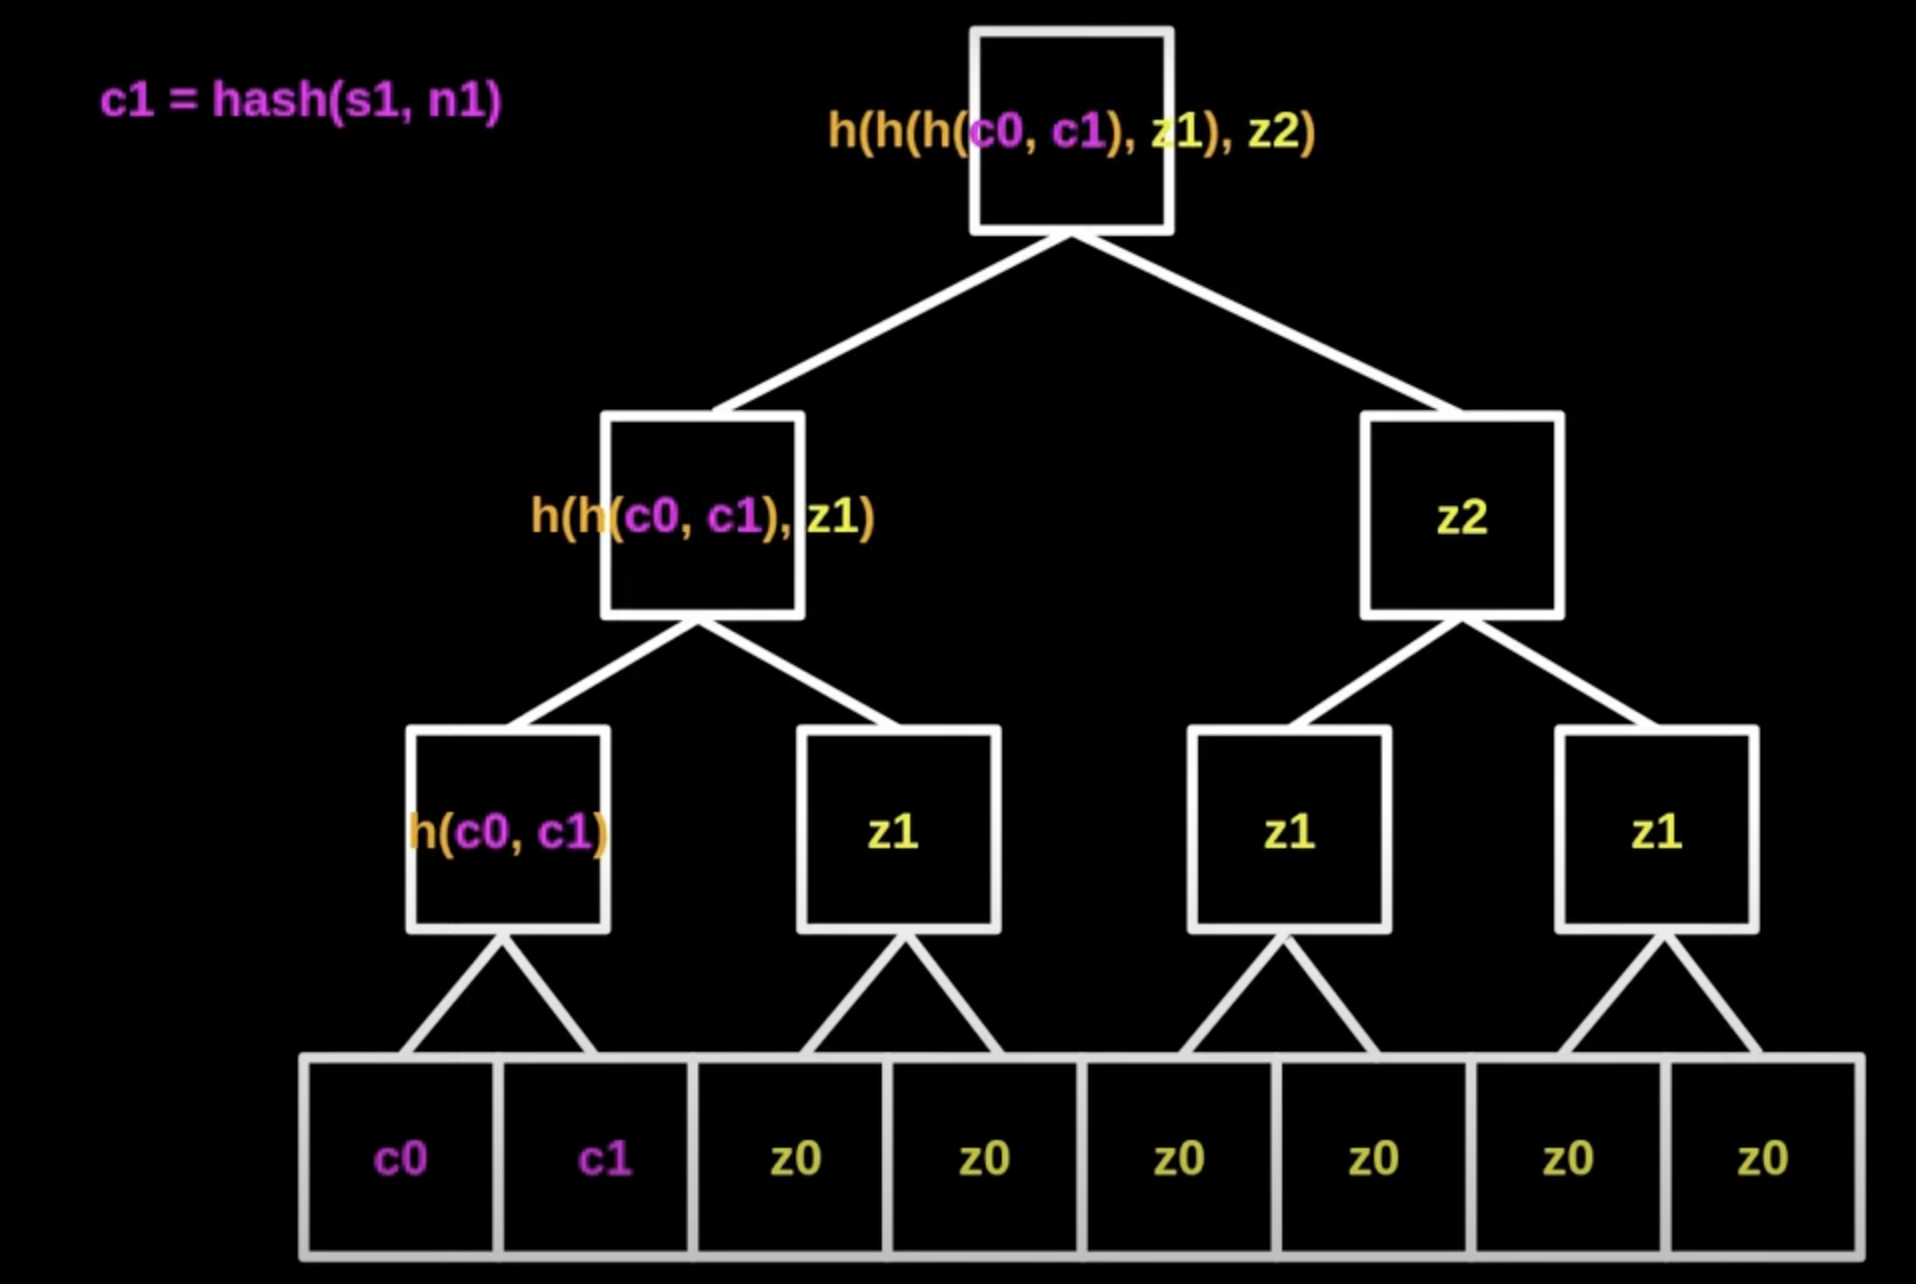 c1 = hash(s1, n1)
h(h(h(c0, c1), z1), z2)
h(h(c0, c1), z1)
z2
h(c0, c1)
z1
z1
z1
c0
c1
z0
z0
z0
z0
z0
z0